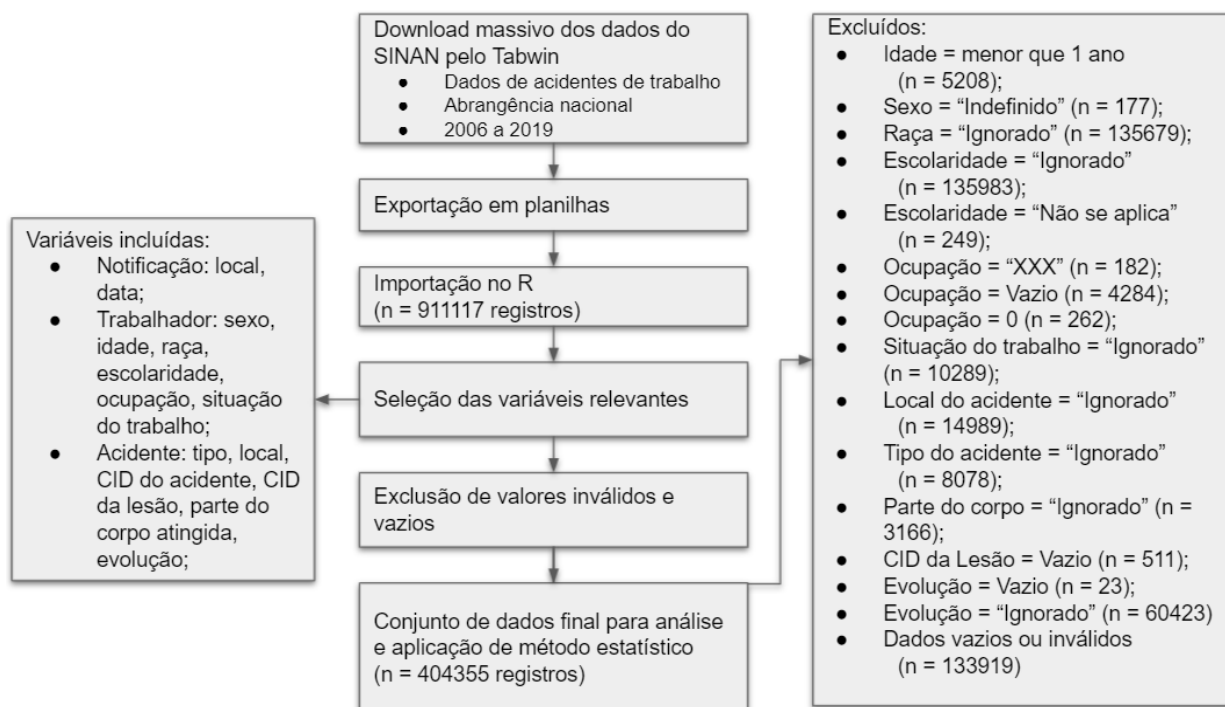 Download massivo dos dados do
SINAN pelo Tabwin
● Dados de acidentes de trabalho
● Abrangência nacional
● 2006 a 2019
Exportação em planilhas
Importação no R
(n = 911117 registros)
Seleção das variáveis relevantes
Exclusão de valores inválidos e
vazios
Conjunto de dados final para análise
e aplicação de método estatístico
(n = 404355 registros)
Variáveis incluídas:
● Notificação: local,
data;
● Trabalhador: sexo,
idade, raça,
escolaridade,
ocupação, situação
do trabalho;
● Acidente: tipo, local,
CID do acidente, CID
da lesão, parte do
corpo atingida,
evolução;
Excluídos:
● Idade = menor que 1 ano
(n = 5208);
● Sexo = “Indefinido” (n = 177);
● Raça = “Ignorado” (n = 135679);
● Escolaridade = “Ignorado”
(n = 135983);
● Escolaridade = “Não se aplica”
(n = 249);
● Ocupação = “XXX” (n = 182);
● Ocupação = Vazio (n = 4284);
● Ocupação = 0 (n = 262);
● Situação do trabalho = “Ignorado”
(n = 10289);
● Local do acidente = “Ignorado”
(n = 14989);
● Tipo do acidente = “Ignorado”
(n = 8078);
● Parte do corpo = “Ignorado” (n =
3166);
● CID da Lesão = Vazio (n = 511);
● Evolução = Vazio (n = 23);
● Evolução = “Ignorado” (n = 60423)
● Dados vazios ou inválidos
(n = 133919)